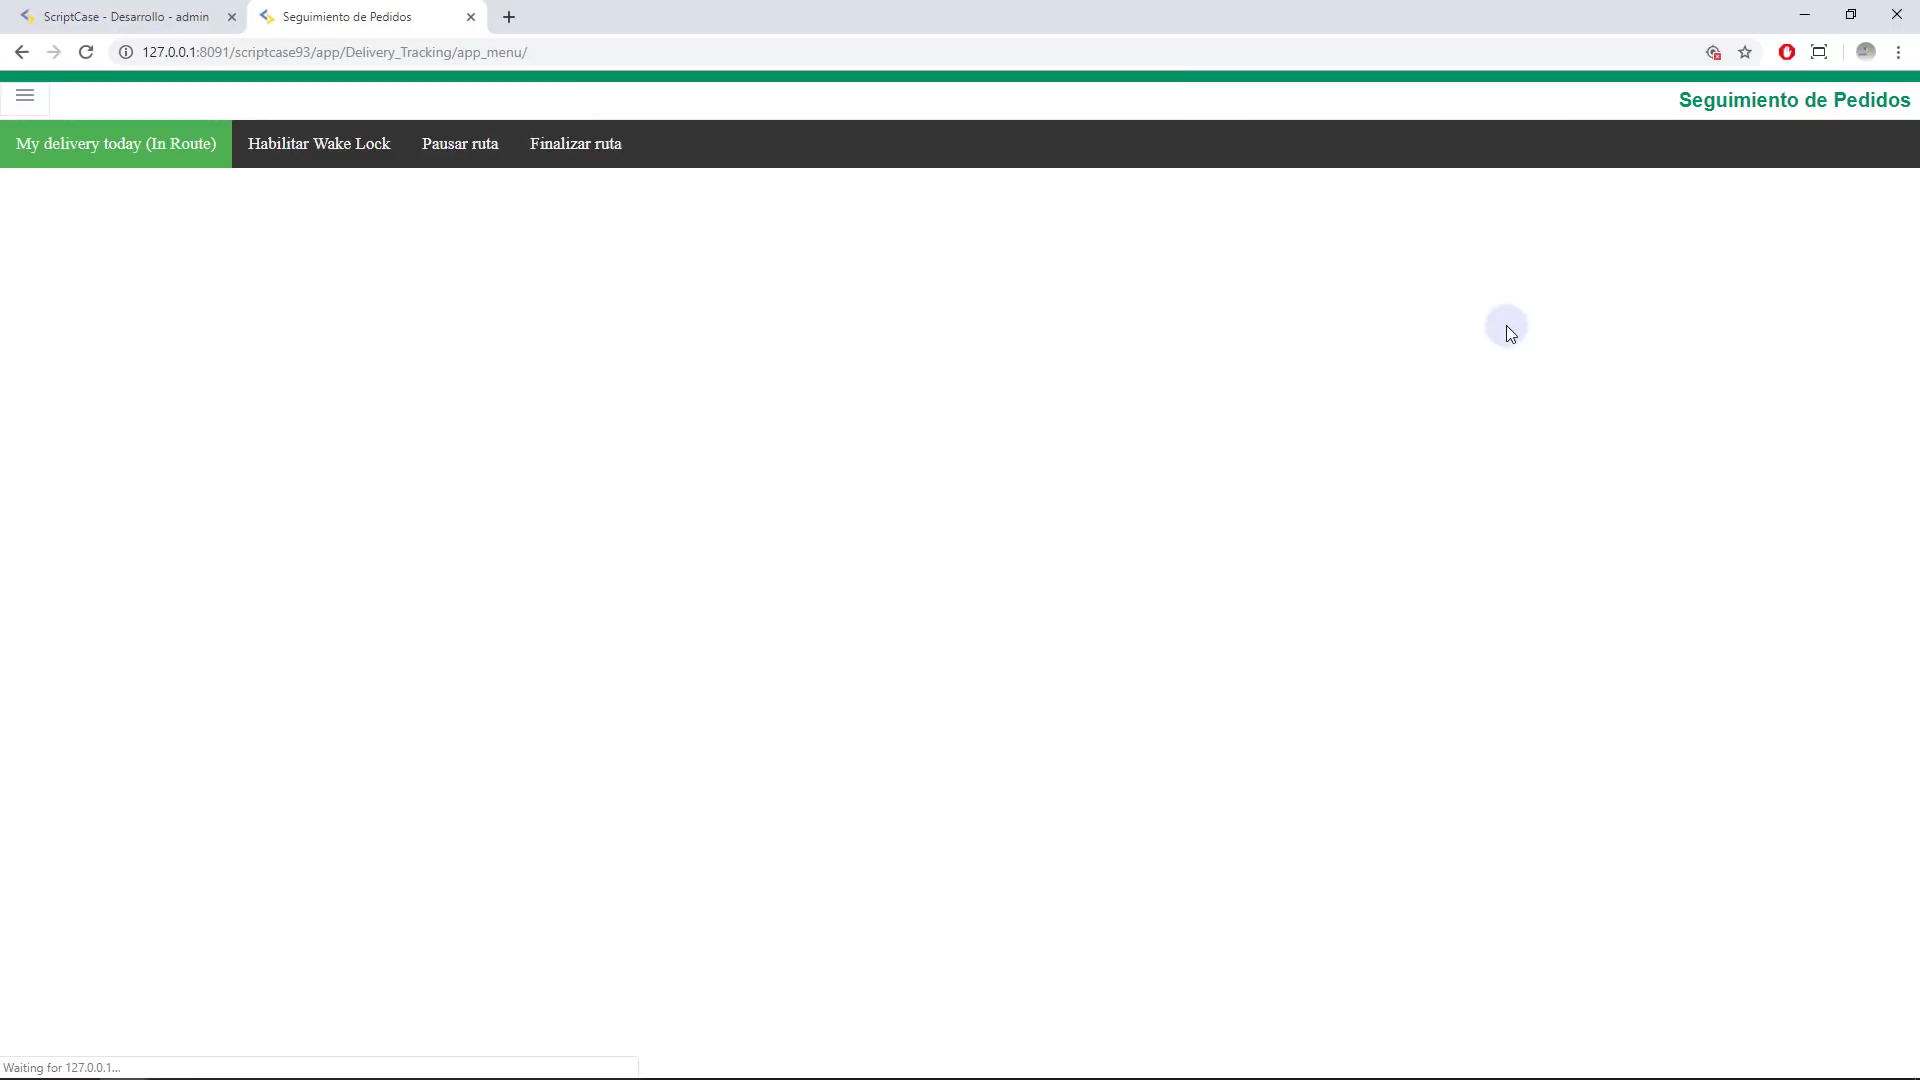 ScriptCase - Desarrollo - admin
Seguimiento de Pedidos
127.0.0.1:8091/scriptcase93/app/Delivery_Tracking/app_menu/
Seguimiento de Pedidos
My delivery today (In Route)
Habilitar Wake Lock
Pausar ruta
Finalizar ruta
Waiting for 127.0.0.1...